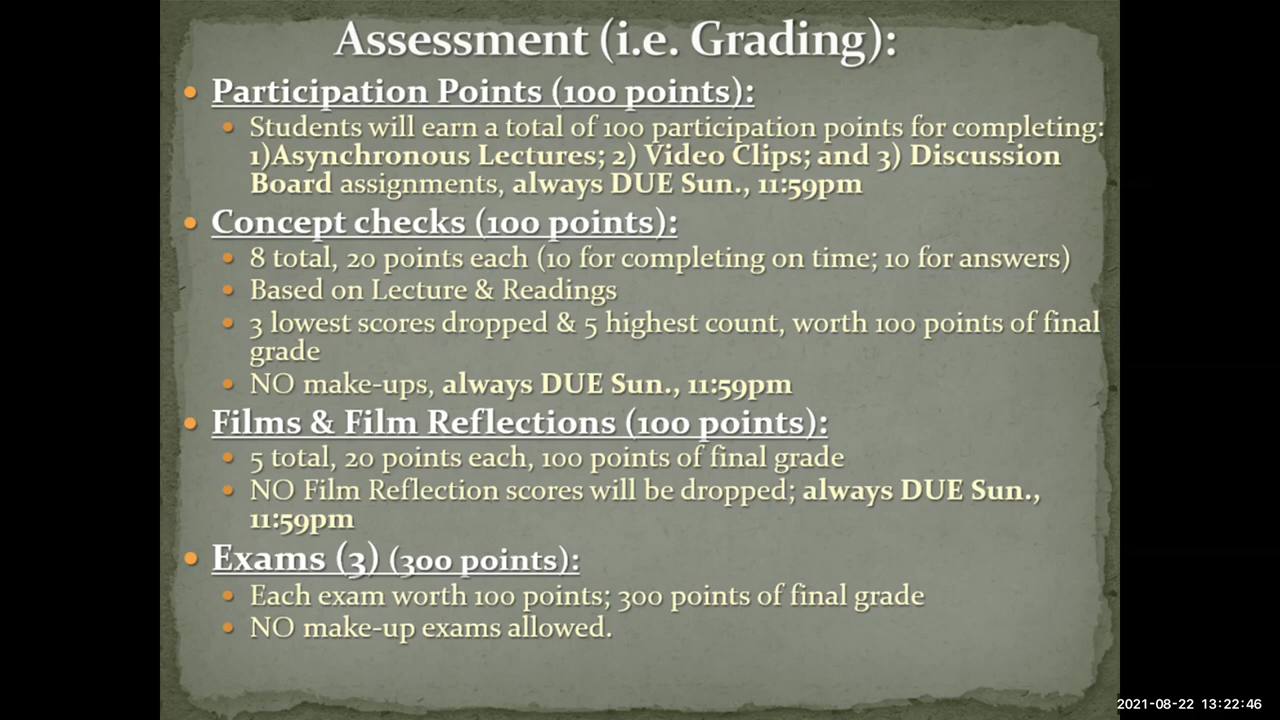 Assessment (i.e. Grading):
• Participation Points (100 points):
• Students will earn a total of 100 participation points for completing:
1)Asynchronous Lectures; 2) Video Clips; and 3) Discussion
Board assignments, always DUE Sun., 11:59pm
• Concept checks (100 points):
• 8 total, 20 points each (10 for completing on time; 10 for answers)
• Based on Lecture & Readings
• 3 lowest scores dropped & 5 highest count, worth 100 points of final
grade
• NO make-ups, always DUE Sun., 11:59pm
• Films & Film Reflections (100 points):
• 5 total, 20 points each, 100 points of final grade
• NO Film Reflection scores will be dropped; always DUE Sun.,
11:59pm
• Exams (3) (300 points):
• Each exam worth 100 points; 300 points of final grade
• NO make-up exams allowed.
2021-08-22 13:22:46